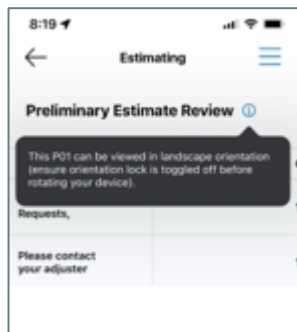 8:19
Estimating
Preliminary Estimate Review
This P01 can be viewed in landscape orientation
(ensure orientation lock is toggled off before
rotating your device).
Requests,
Please contact
your adjuster